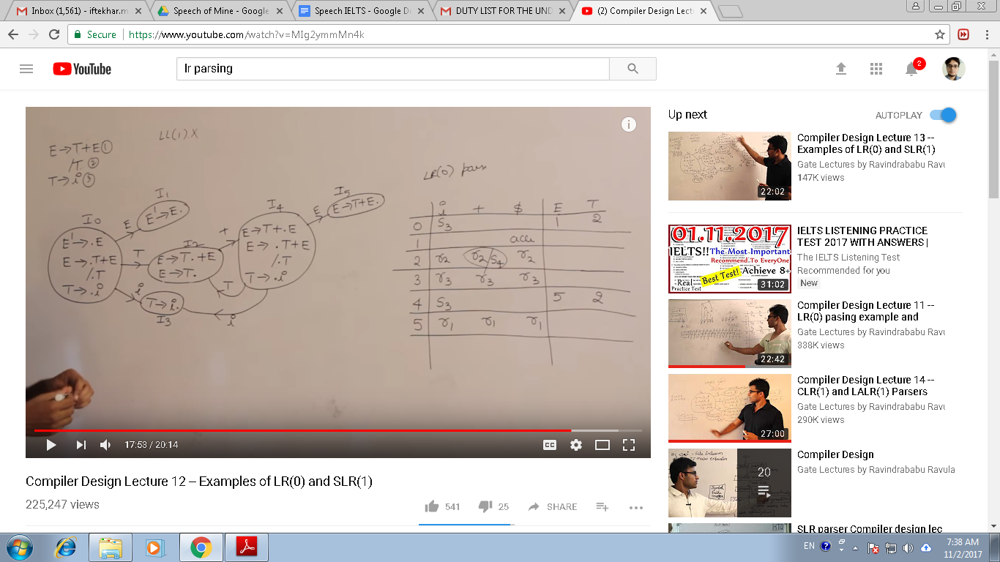 Inbox (1,561) - iftekhar.m
Speech of Mine - Google
Speech IELTS - Google D
DUTY LIST FOR THE UND
(2) Compiler Design Lect
Secure
https://www.youtube.com/watch?v=MIg2ymmMn4k
YouTube
lr parsing
2
LL(1) X
E→T+E ①
/T ②
T→i ③
LR(0) pars
I0
E'→.E
E→.T+E
/.T
T→.i
E
I1
E'→E.
T
I2
E→T.+E
E→T.
i
T→i.
I3
+
I4
E→T+.E
E→.T+E
/.T
T→.i
T
i
E
I5
E→T+E.
i + $ E T
0 S3 1 2
1 acc
2 r2 r2/S4 r2
3 r3 r3 r3
4 S3 5 2
5 r1 r1 r1
17:53 / 20:14
CC
Compiler Design Lecture 12 -- Examples of LR(0) and SLR(1)
225,247 views
541
25
SHARE
Up next
AUTOPLAY
Compiler Design Lecture 13 --
Examples of LR(0) and SLR(1)
Gate Lectures by Ravindrababu Ravu
147K views
22:02
01.11.2017
IELTS!! The-Most-Important
Recommend.To EveryOne
Achieve 8+
Best Test!
Real
Practice Test
31:02
IELTS LISTENING PRACTICE
TEST 2017 WITH ANSWERS |
The IELTS Listening Test
Recommended for you
New
22:42
Compiler Design Lecture 11 --
LR(0) pasing example and
Gate Lectures by Ravindrababu Ravu
338K views
27:00
Compiler Design Lecture 14 --
CLR(1) and LALR(1) Parsers
Gate Lectures by Ravindrababu Ravu
290K views
20
Compiler Design
Gate Lectures by Ravindrababu Ravula
SLR parser Compiler design lec
EN
7:38 AM
11/2/2017